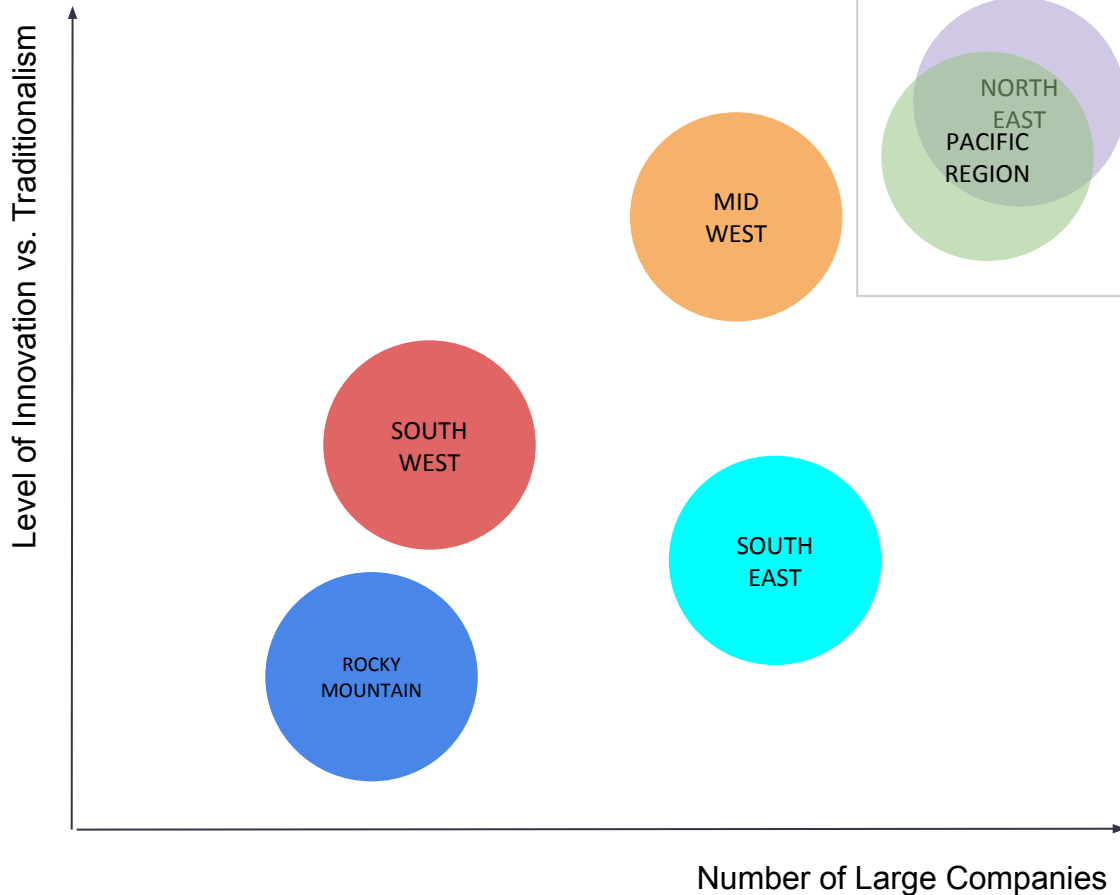 Level of Innovation vs. Traditionalism
NORTH
EAST
PACIFIC
REGION
MID
WEST
SOUTH
WEST
SOUTH
EAST
ROCKY
MOUNTAIN
Number of Large Companies